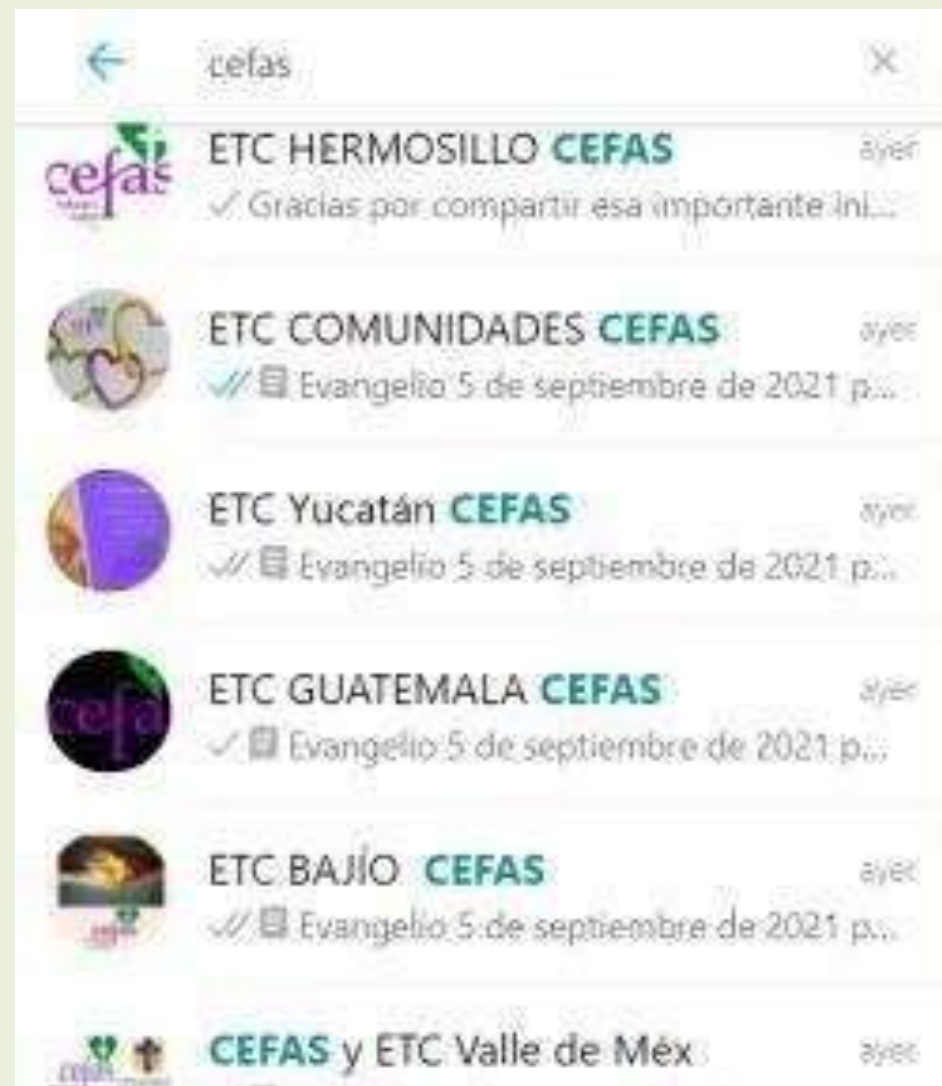 cefas
cefas
ETC HERMOSILLO CEFAS ayer
Gracias por compartir esa importante ini...
ETC COMUNIDADES CEFAS ayer
Evangelio 5 de septiembre de 2021 p...
ETC Yucatán CEFAS ayer
Evangelio 5 de septiembre de 2021 p...
cefa
ETC GUATEMALA CEFAS ayer
Evangelio 5 de septiembre de 2021 p...
ETC BAJÍO CEFAS ayer
Evangelio 5 de septiembre de 2021 p...
cefas
CEFAS y ETC Valle de Méx ayer